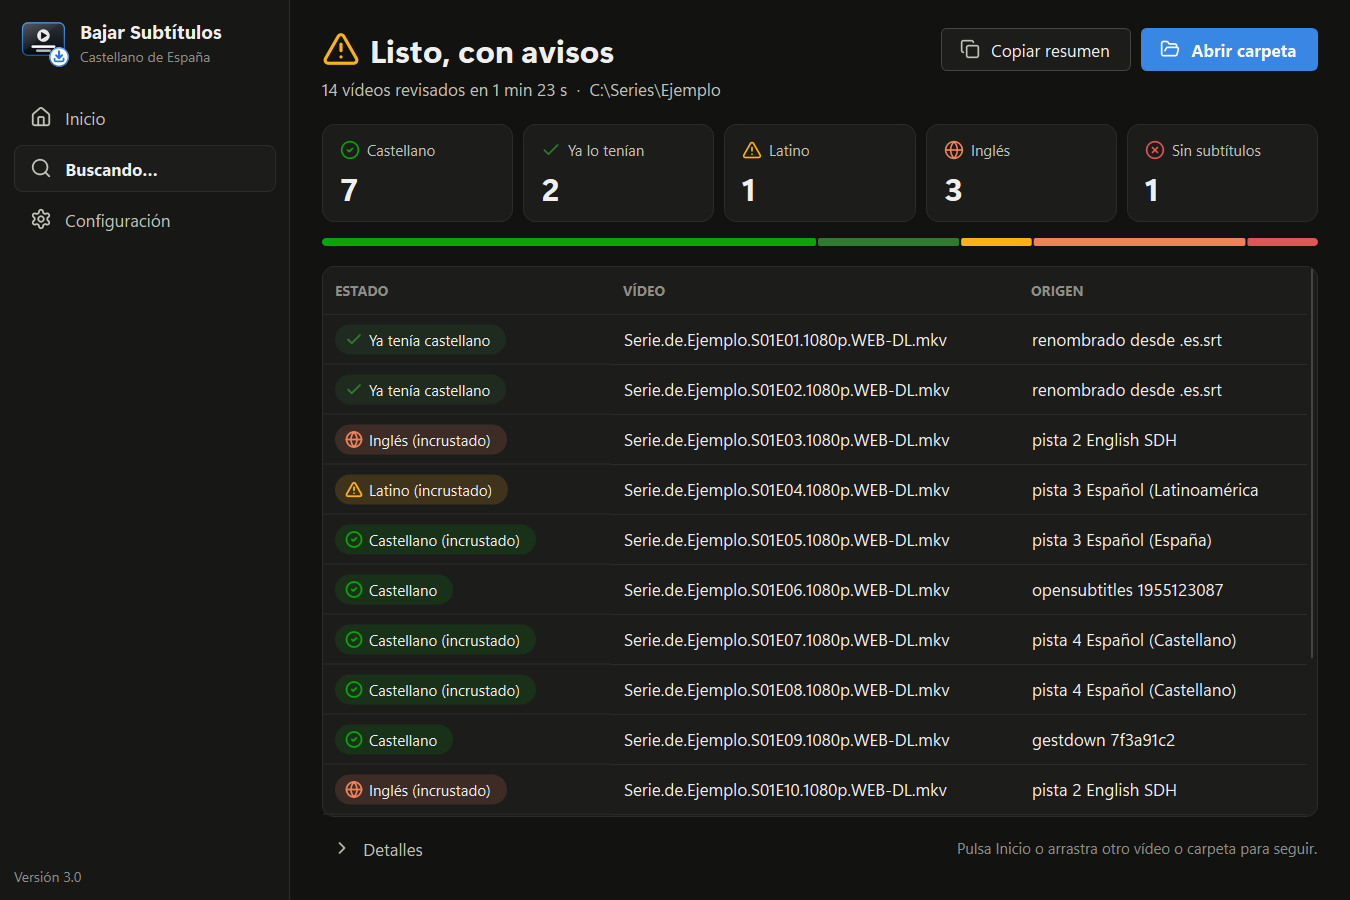 Bajar Subtítulos
Castellano de España
Inicio
Buscando...
Configuración
Versión 3.0
Listo, con avisos
14 vídeos revisados en 1 min 23 s · C:\Series\Ejemplo
Copiar resumen
Abrir carpeta
Castellano
7
Ya lo tenían
2
Latino
1
Inglés
3
Sin subtítulos
1
ESTADO VÍDEO ORIGEN
Ya tenía castellano Serie.de.Ejemplo.S01E01.1080p.WEB-DL.mkv renombrado desde .es.srt
Ya tenía castellano Serie.de.Ejemplo.S01E02.1080p.WEB-DL.mkv renombrado desde .es.srt
Inglés (incrustado) Serie.de.Ejemplo.S01E03.1080p.WEB-DL.mkv pista 2 English SDH
Latino (incrustado) Serie.de.Ejemplo.S01E04.1080p.WEB-DL.mkv pista 3 Español (Latinoamérica
Castellano (incrustado) Serie.de.Ejemplo.S01E05.1080p.WEB-DL.mkv pista 3 Español (España)
Castellano Serie.de.Ejemplo.S01E06.1080p.WEB-DL.mkv opensubtitles 1955123087
Castellano (incrustado) Serie.de.Ejemplo.S01E07.1080p.WEB-DL.mkv pista 4 Español (Castellano)
Castellano (incrustado) Serie.de.Ejemplo.S01E08.1080p.WEB-DL.mkv pista 4 Español (Castellano)
Castellano Serie.de.Ejemplo.S01E09.1080p.WEB-DL.mkv gestdown 7f3a91c2
Inglés (incrustado) Serie.de.Ejemplo.S01E10.1080p.WEB-DL.mkv pista 2 English SDH
Detalles
Pulsa Inicio o arrastra otro vídeo o carpeta para seguir.